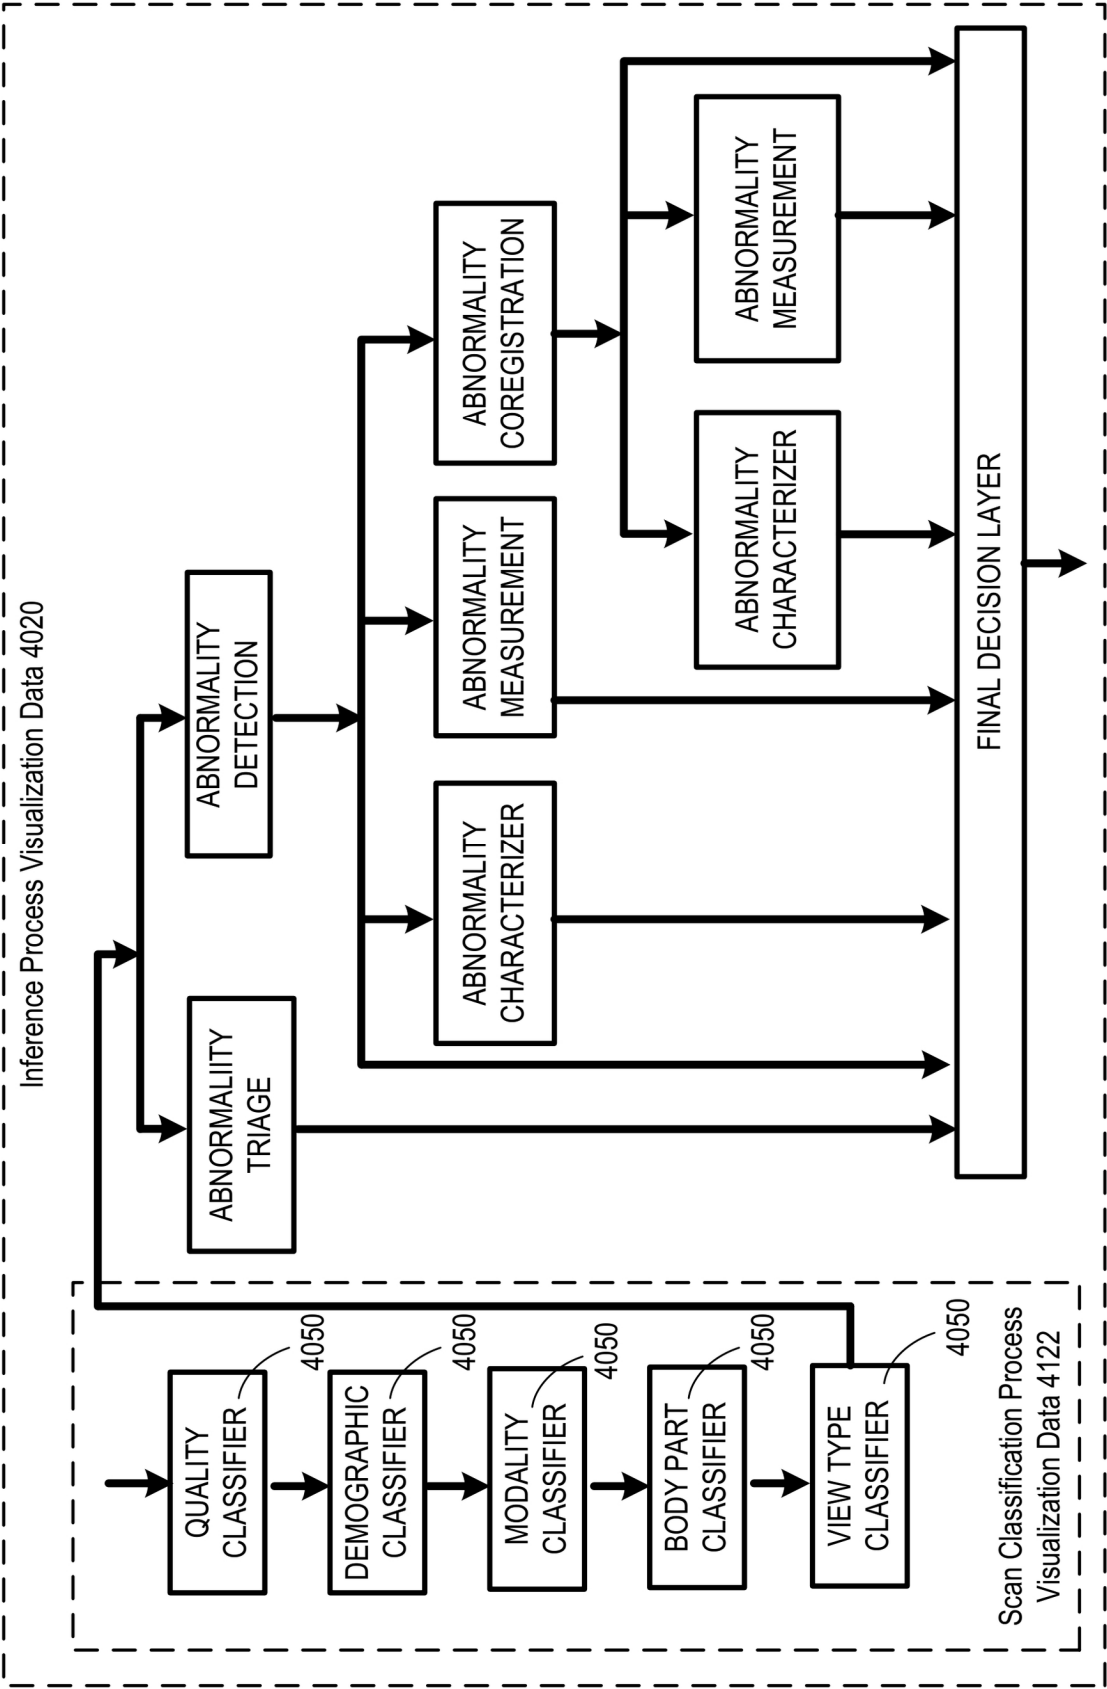 Inference Process Visualization Data 4020
QUALITY
CLASSIFIER
4050
DEMOGRAPHIC
CLASSIFIER
4050
MODALITY
CLASSIFIER
4050
BODY PART
CLASSIFIER
4050
VIEW TYPE
CLASSIFIER
4050
Scan Classification Process
Visualization Data 4122
ABNORMALIITY
TRIAGE
ABNORMALITY
DETECTION
ABNORMALITY
CHARACTERIZER
ABNORMALITY
MEASUREMENT
ABNORMALITY
COREGISTRATION
ABNORMALITY
CHARACTERIZER
ABNORMALITY
MEASUREMENT
FINAL DECISION LAYER